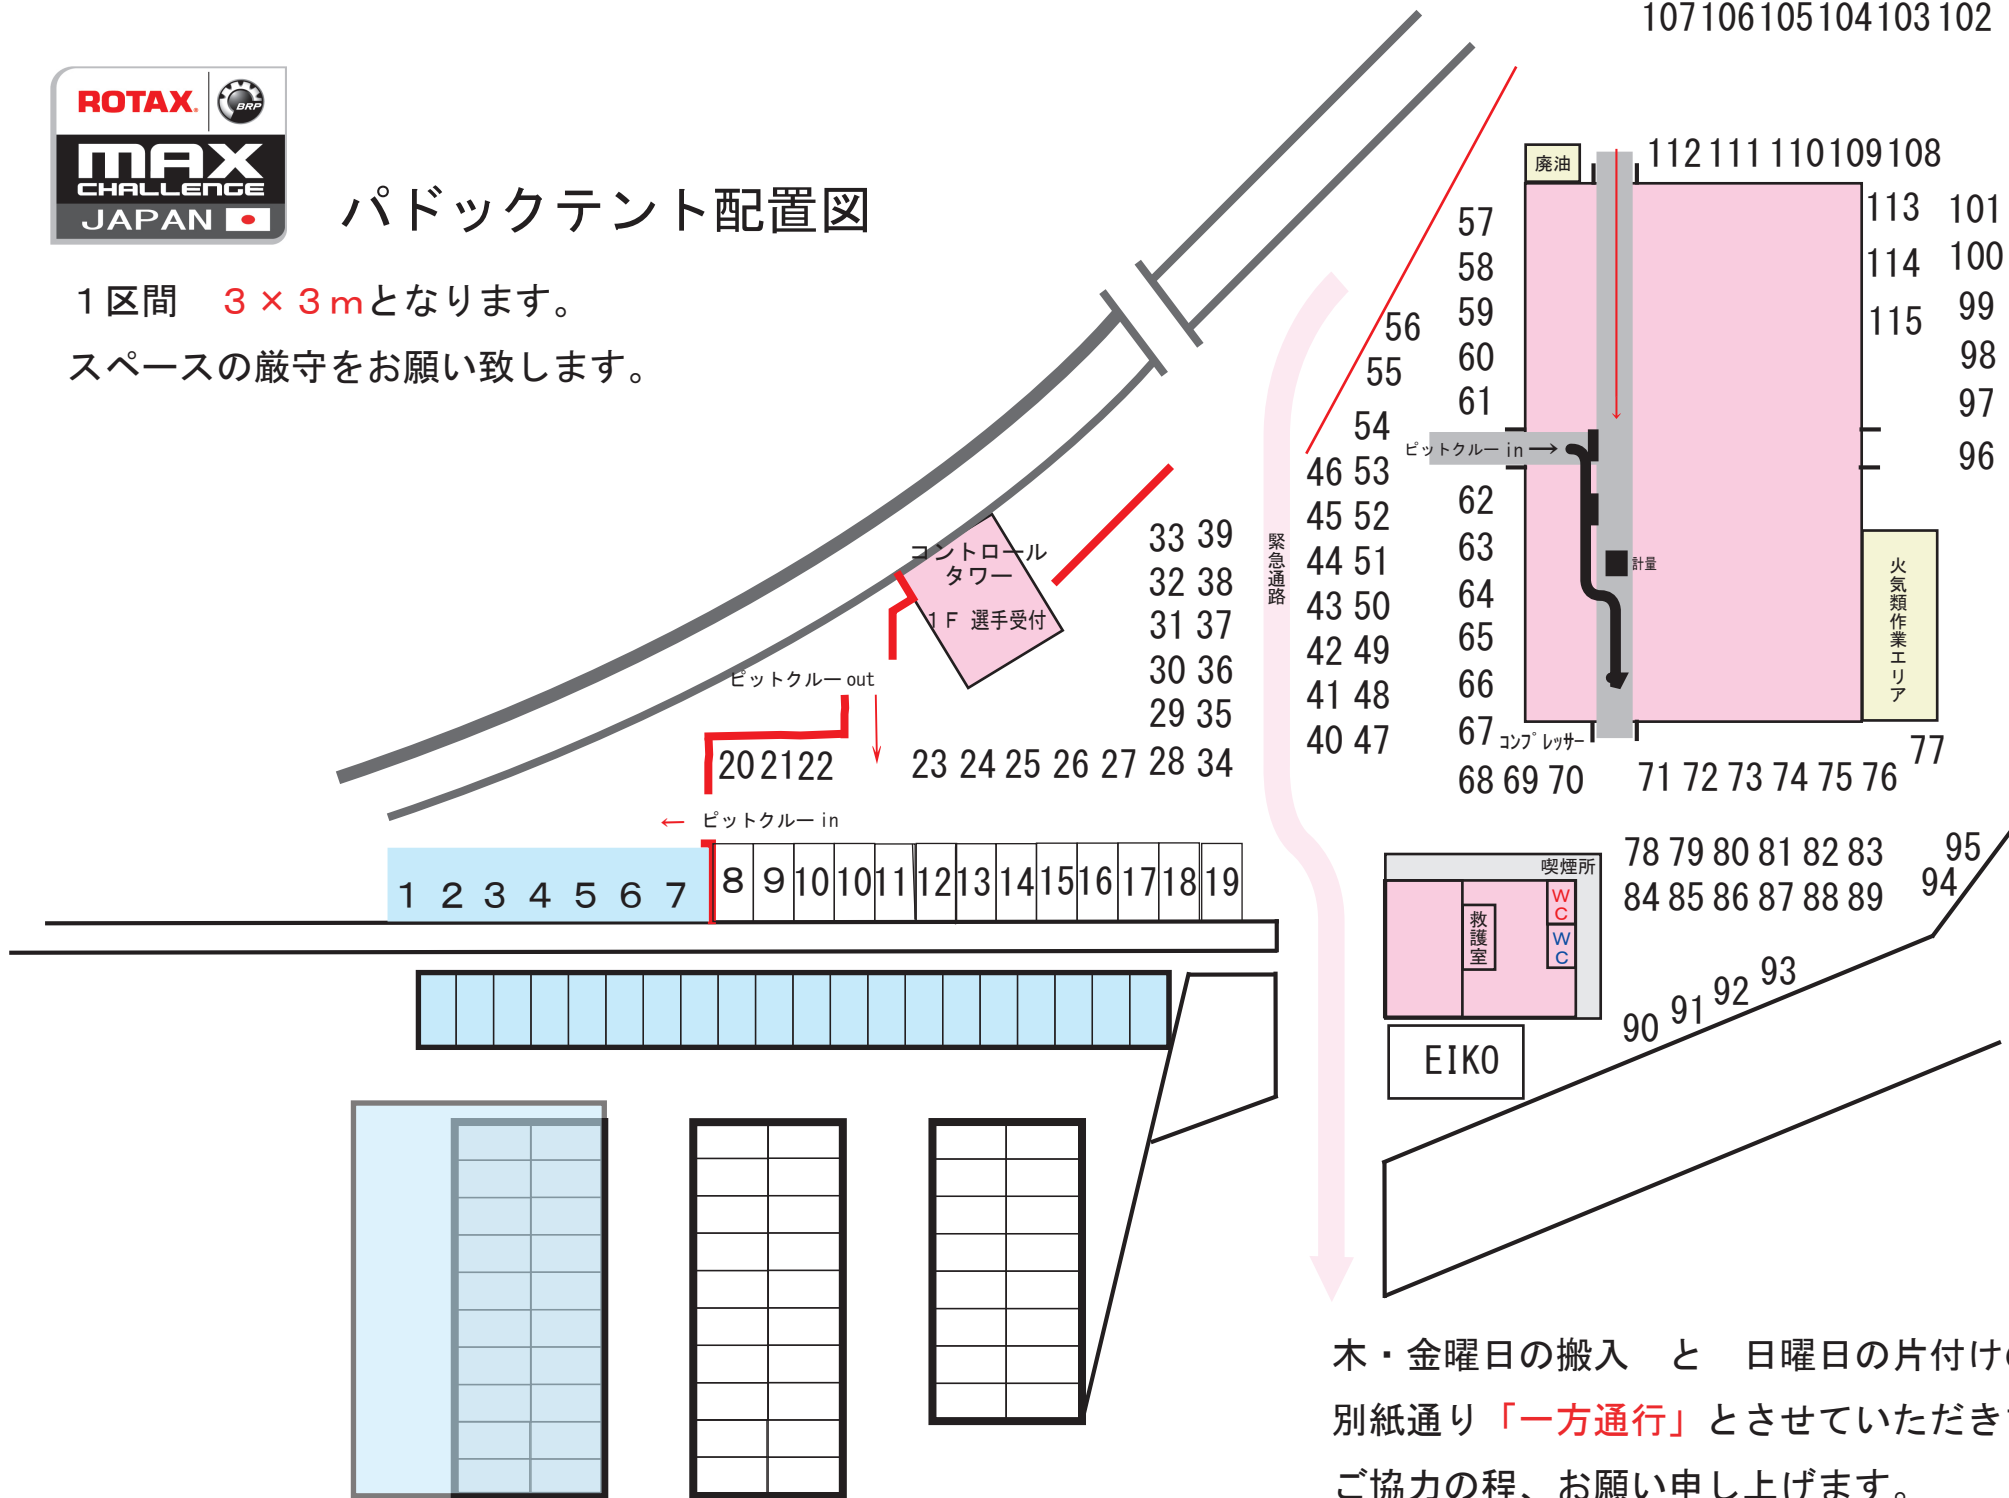 107 106 105 104 103 102
ROTAX
BRP
MAX
CHALLENGE
JAPAN
パドックテント配置図
１区間　３×３ｍとなります。
スペースの厳守をお願い致します。
廃油
112 111 110 109 108
113 101
114 100
115 99
98
97
96
57
58
59
60
61
56
55
54
46 53
45 52
44 51
43 50
42 49
41 48
40 47
ピットクルー in →
62
63
64
65
66
67
計量
火気類作業エリア
コンプレッサー
68 69 70
71 72 73 74 75 76
77
緊急通路
33 39
32 38
31 37
30 36
29 35
28 34
コントロール
タワー
１Ｆ 選手受付
ピットクルー out
20 21 22
23 24 25 26 27
← ピットクルー in
１ ２ ３ ４ ５ ６ ７ ８ ９ 10 10 11 12 13 14 15 16 17 18 19
喫煙所
救護室
WC
WC
EIKO
78 79 80 81 82 83
84 85 86 87 88 89
95
94
93
92
91
90
木・金曜日の搬入　と　日曜日の片付け
別紙通り「一方通行」とさせていただき
ご協力の程、お願い申し上げます。